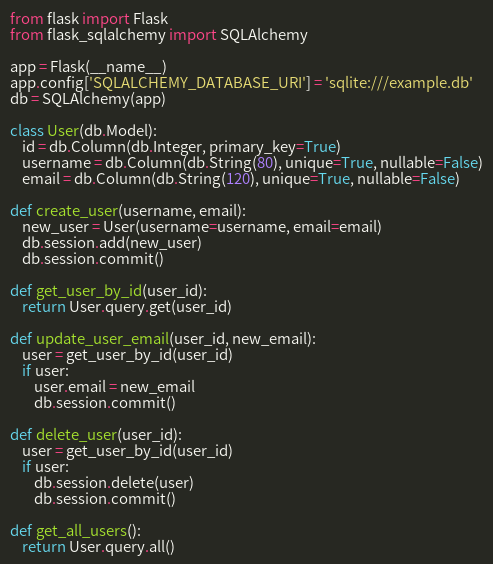 from flask import Flask
from flask_sqlalchemy import SQLAlchemy

app = Flask(__name__)
app.config['SQLALCHEMY_DATABASE_URI'] = 'sqlite:///example.db'
db = SQLAlchemy(app)

class User(db.Model):
    id = db.Column(db.Integer, primary_key=True)
    username = db.Column(db.String(80), unique=True, nullable=False)
    email = db.Column(db.String(120), unique=True, nullable=False)

def create_user(username, email):
    new_user = User(username=username, email=email)
    db.session.add(new_user)
    db.session.commit()

def get_user_by_id(user_id):
    return User.query.get(user_id)

def update_user_email(user_id, new_email):
    user = get_user_by_id(user_id)
    if user:
        user.email = new_email
        db.session.commit()

def delete_user(user_id):
    user = get_user_by_id(user_id)
    if user:
        db.session.delete(user)
        db.session.commit()

def get_all_users():
    return User.query.all()